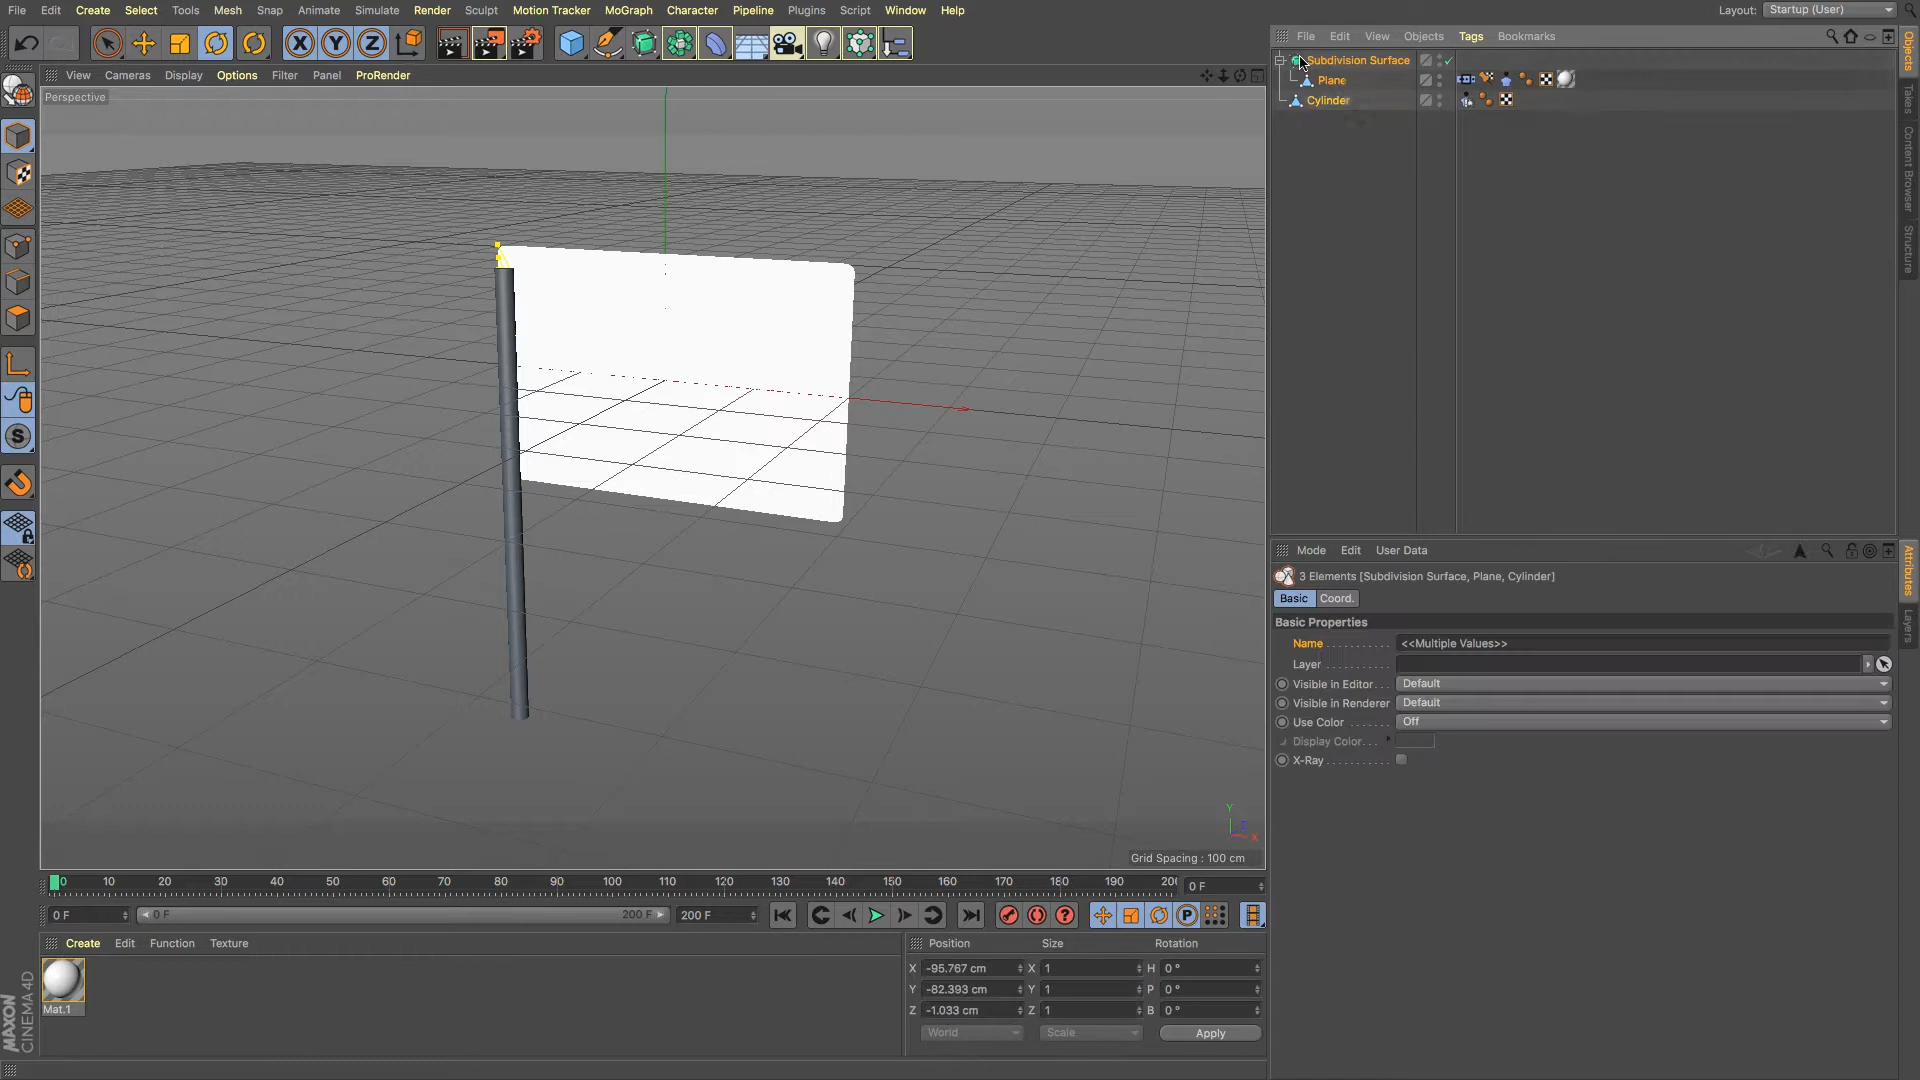 File Edit Create Select Tools Mesh Snap Animate Simulate Render Sculpt Motion Tracker MoGraph Character Pipeline Plugins Script Window Help Layout: Startup (User)
X Y Z
File Edit View Objects Tags Bookmarks
View Cameras Display Options Filter Panel ProRender
Perspective
Subdivision Surface
Plane
Cylinder
Objects
Takes
Content Browser
Structure
S
Mode Edit User Data
3 Elements [Subdivision Surface, Plane, Cylinder]
Basic Coord.
Basic Properties
Name <<Multiple Values>>
Layer
Visible in Editor Default
Visible in Renderer Default
Use Color Off
Display Color
X-Ray
Attributes
Layers
Y
Z
X
Grid Spacing : 100 cm
0 10 20 30 40 50 60 70 80 90 100 110 120 130 140 150 160 170 180 190 200 0 F
0 F 0 F 200 F 200 F P
Create Edit Function Texture
Mat.1
Position Size Rotation
X -95.767 cm X 1 H 0 °
Y -82.393 cm Y 1 P 0 °
Z -1.033 cm Z 1 B 0 °
World Scale Apply
MAXON
CINEMA 4D